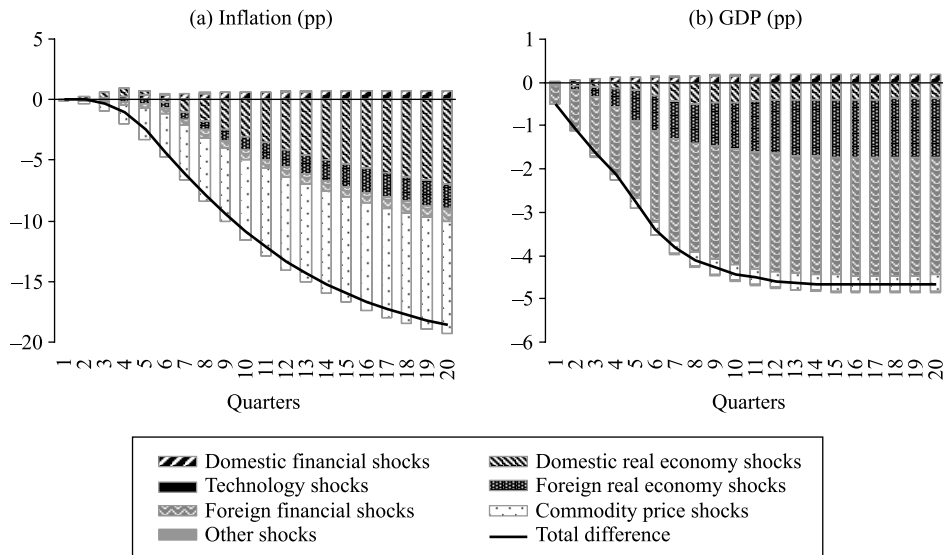 (a) Inflation (pp)
5
0
−5
−10
−15
−20
1 2 3 4 5 6 7 8 9 10 11 12 13 14 15 16 17 18 19 20
Quarters
(b) GDP (pp)
1
0
−1
−2
−3
−4
−5
−6
1 2 3 4 5 6 7 8 9 10 11 12 13 14 15 16 17 18 19 20
Quarters
Domestic financial shocks
Technology shocks
Foreign financial shocks
Other shocks
Domestic real economy shocks
Foreign real economy shocks
Commodity price shocks
Total difference